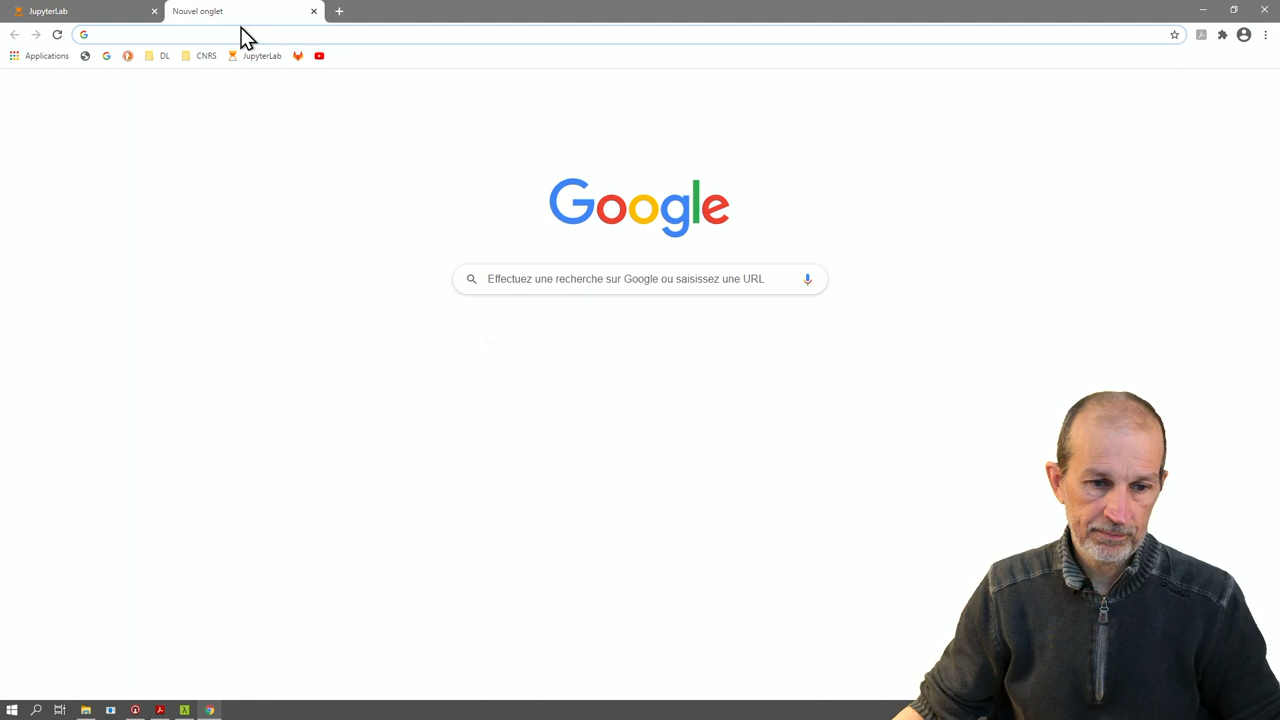 JupyterLab
Nouvel onglet
Applications
DL
CNRS
JupyterLab
Google
Effectuez une recherche sur Google ou saisissez une URL